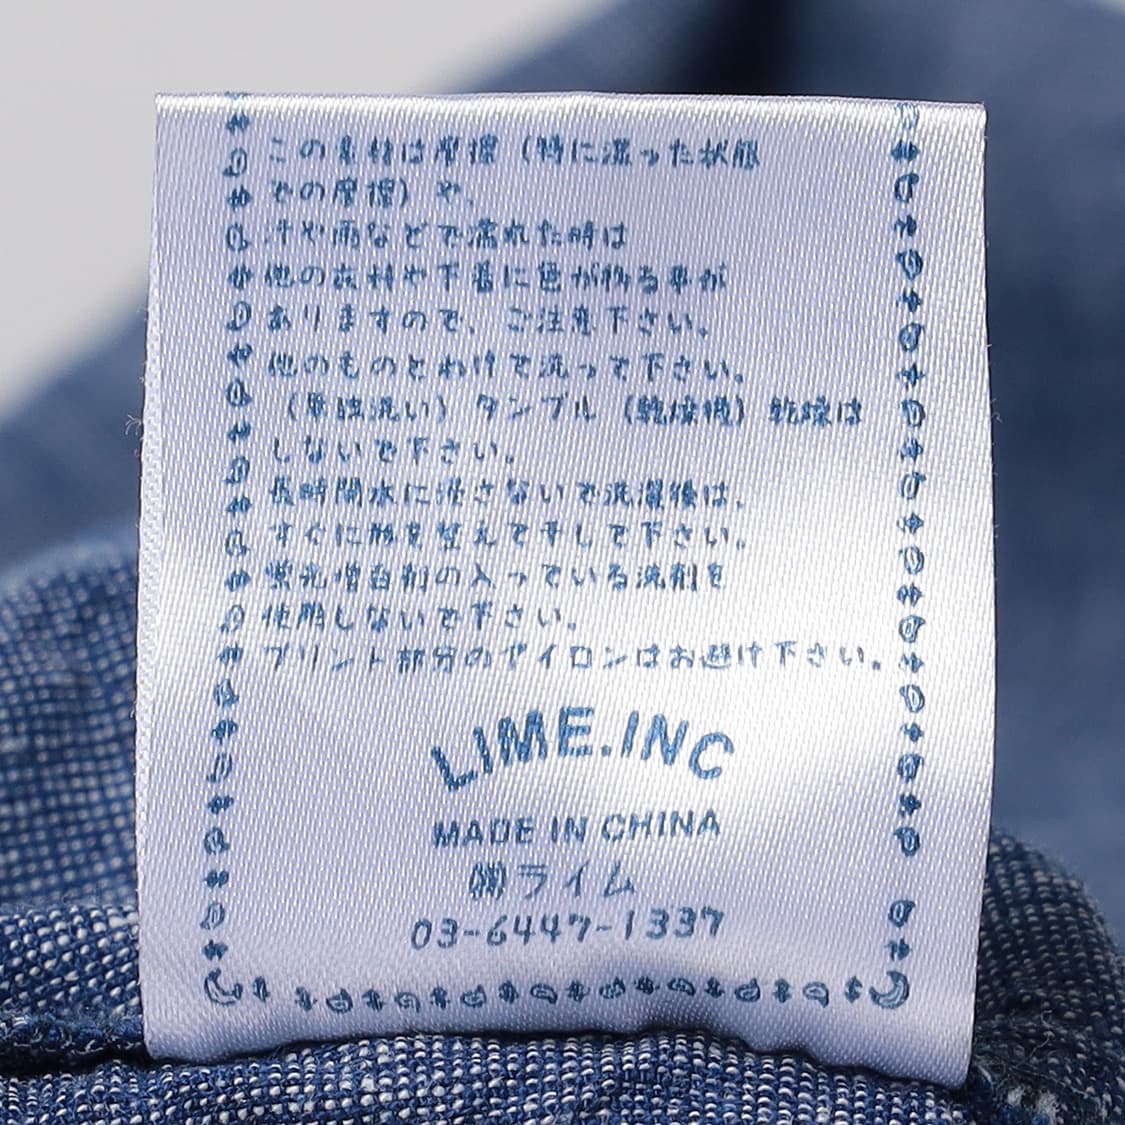 この素材は摩擦（特に湿った状態
での摩擦）や、
汗や雨などで濡れた時は
他の衣料や下着に色が移る事が
ありますので、ご注意下さい。
他のものとわけて洗って下さい。
（単独洗い）タンブル（乾燥機）乾燥は
しないで下さい。
長時間水に浸さないで洗濯後は、
すぐに形を整えて干して下さい。
蛍光増白剤の入っている洗剤を
使用しないで下さい。
プリント部分のアイロンはお避け下さい。
LIME.INC
MADE IN CHINA
㈱ライム
03-6447-1337